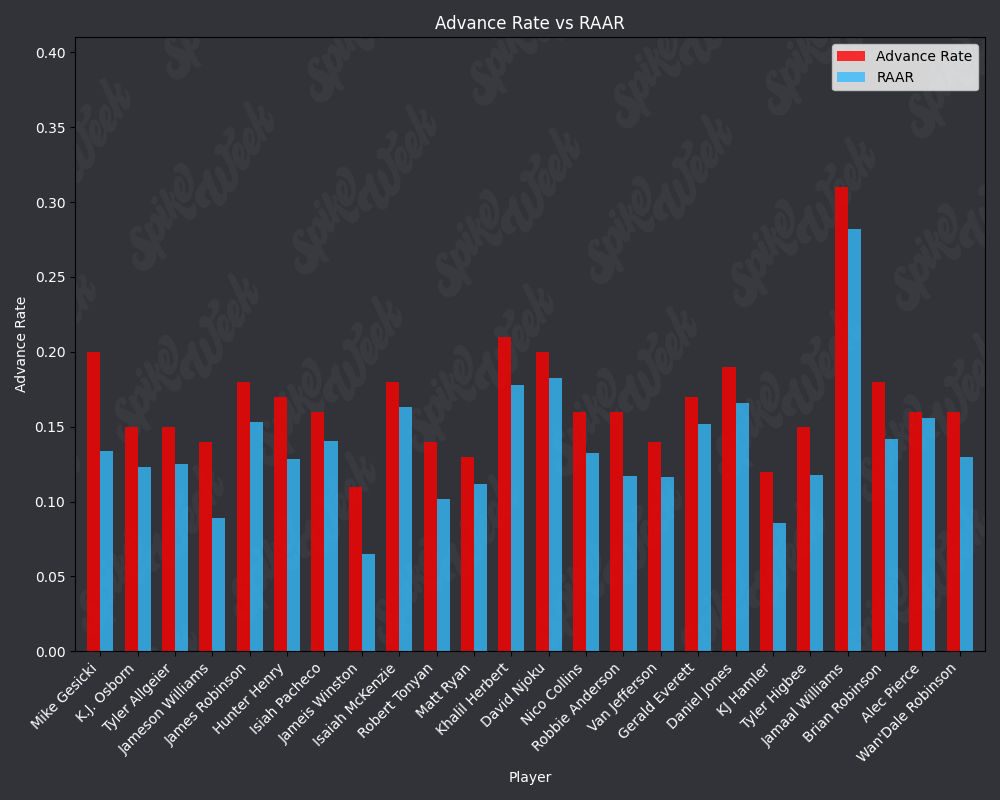 Advance Rate vs RAAR
Advance Rate
RAAR
0.40
0.35
0.30
0.25
0.20
0.15
0.10
0.05
0.00
Advance Rate
Mike Gesicki
K.J. Osborn
Tyler Allgeier
Jameson Williams
James Robinson
Hunter Henry
Isiah Pacheco
Jameis Winston
Isaiah McKenzie
Robert Tonyan
Matt Ryan
Khalil Herbert
David Njoku
Nico Collins
Robbie Anderson
Van Jefferson
Gerald Everett
Daniel Jones
KJ Hamler
Tyler Higbee
Jamaal Williams
Brian Robinson
Alec Pierce
Wan'Dale Robinson
Player
Spike Week